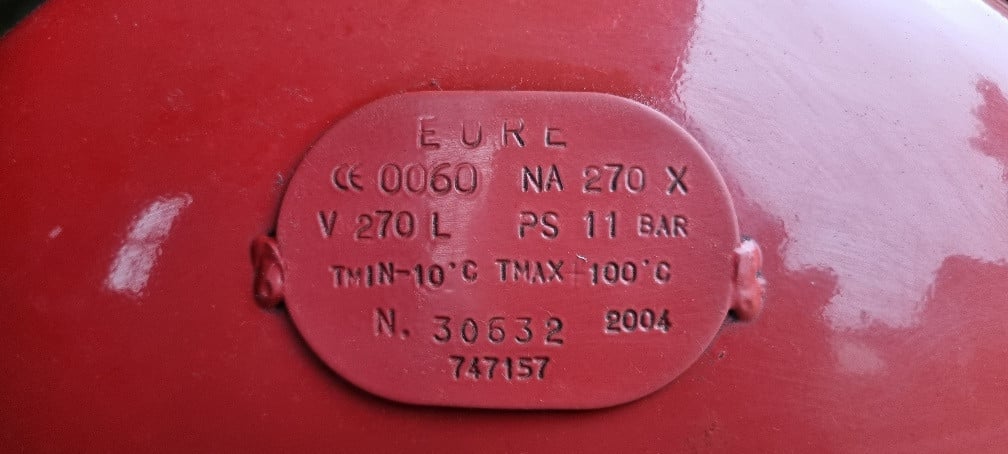 EURE
CE 0060 NA 270 X
V 270 L PS 11 BAR
TMIN-10°C TMAX+100°C
N. 30632 2004
747157